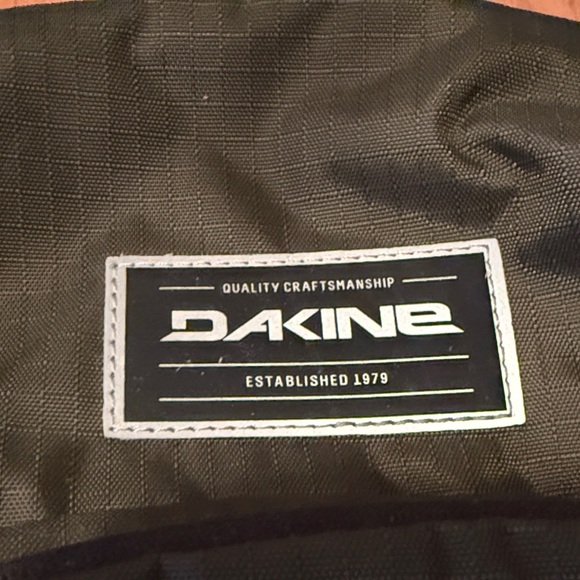 QUALITY CRAFTSMANSHIP
DAKINE
ESTABLISHED 1979